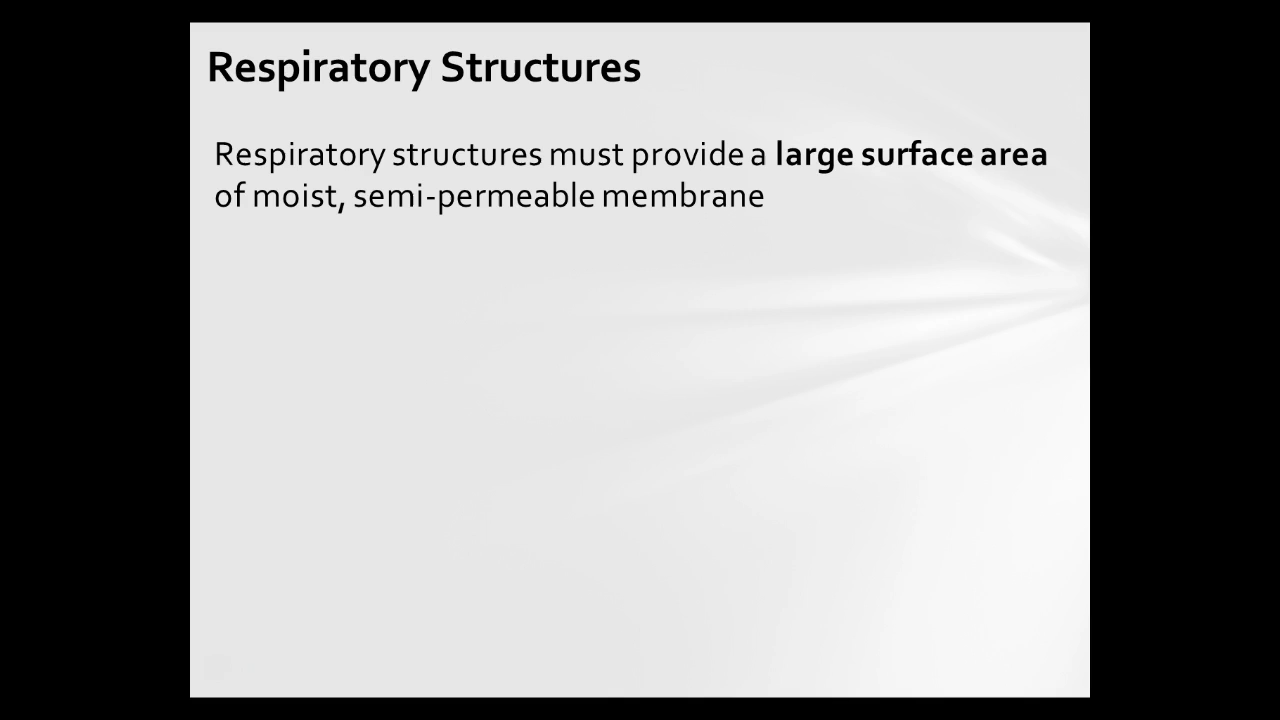 Respiratory Structures
Respiratory structures must provide a large surface area
of moist, semi-permeable membrane